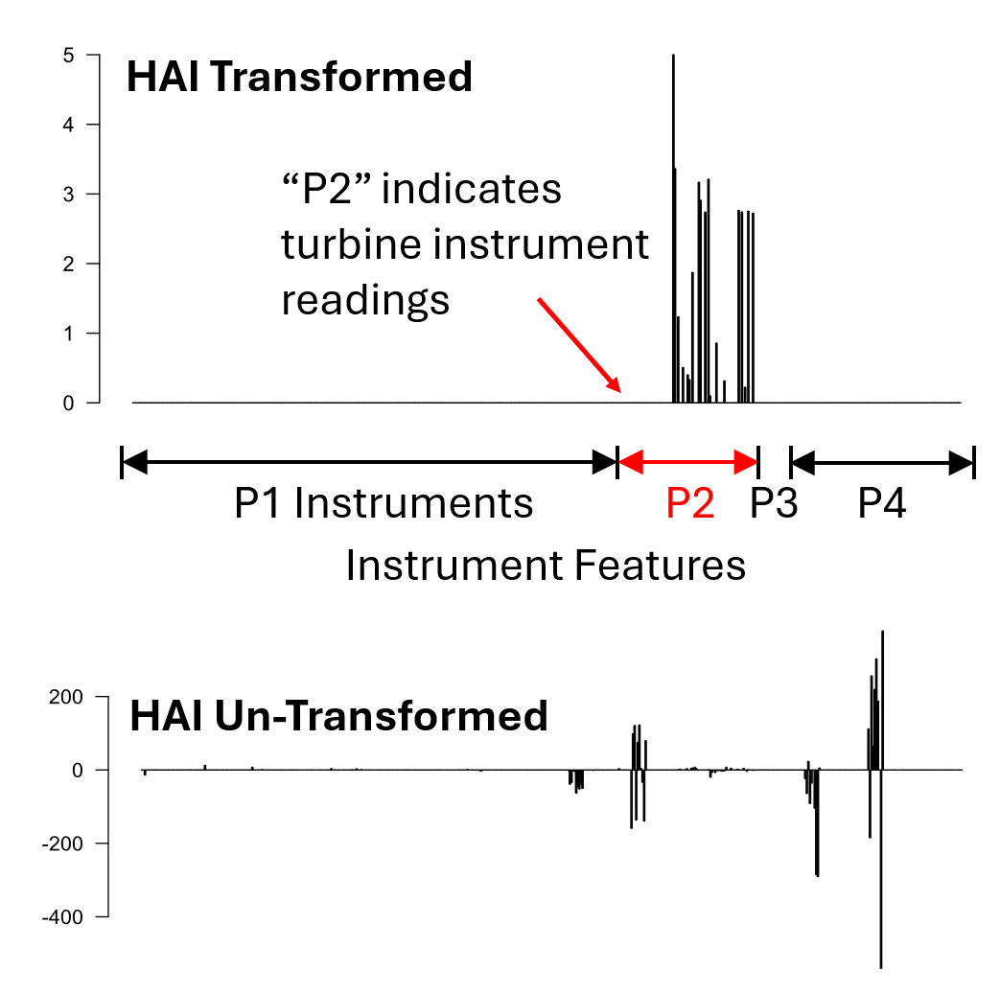 5
HAI Transformed
4
3
“P2” indicates
turbine instrument
readings
2
1
0
P1 Instruments P2 P3 P4
Instrument Features
200
HAI Un-Transformed
0
-200
-400